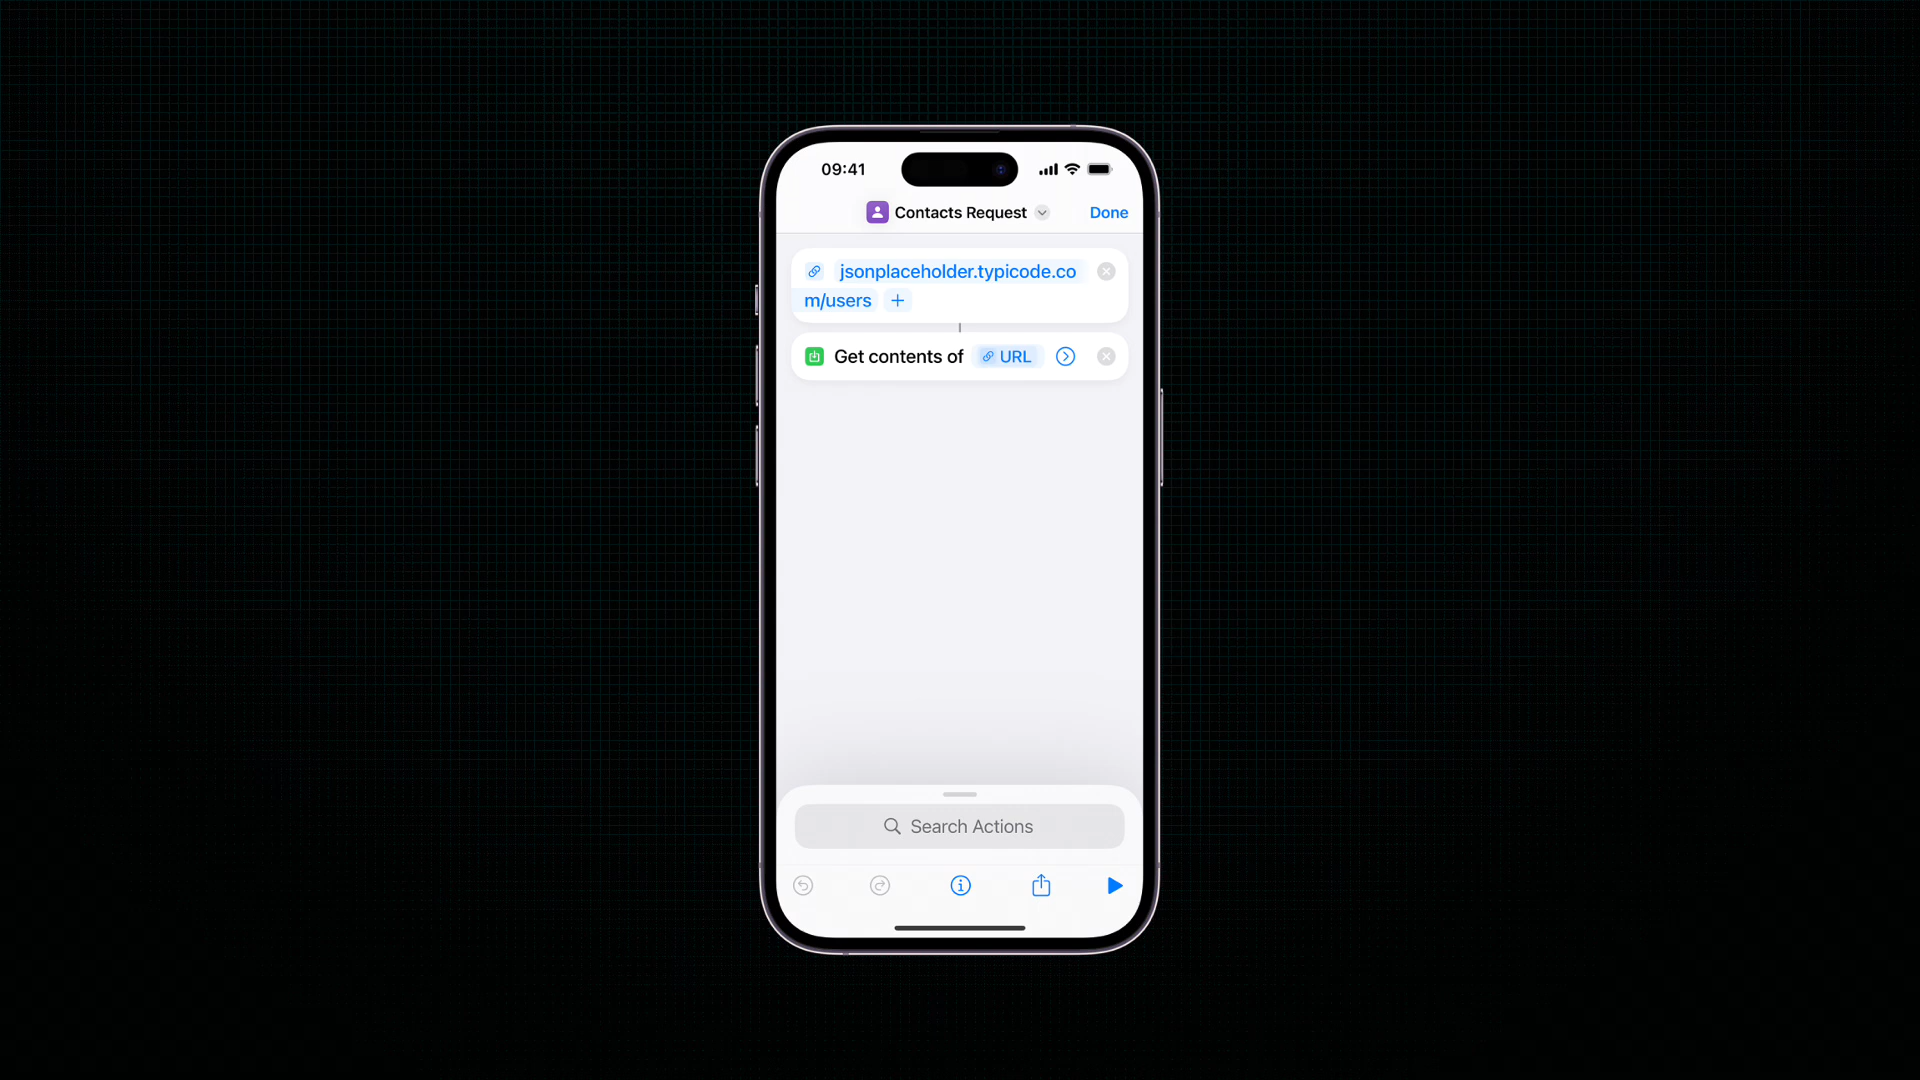 09:41
Contacts Request
Done
jsonplaceholder.typicode.co
m/users
Get contents of URL
Search Actions